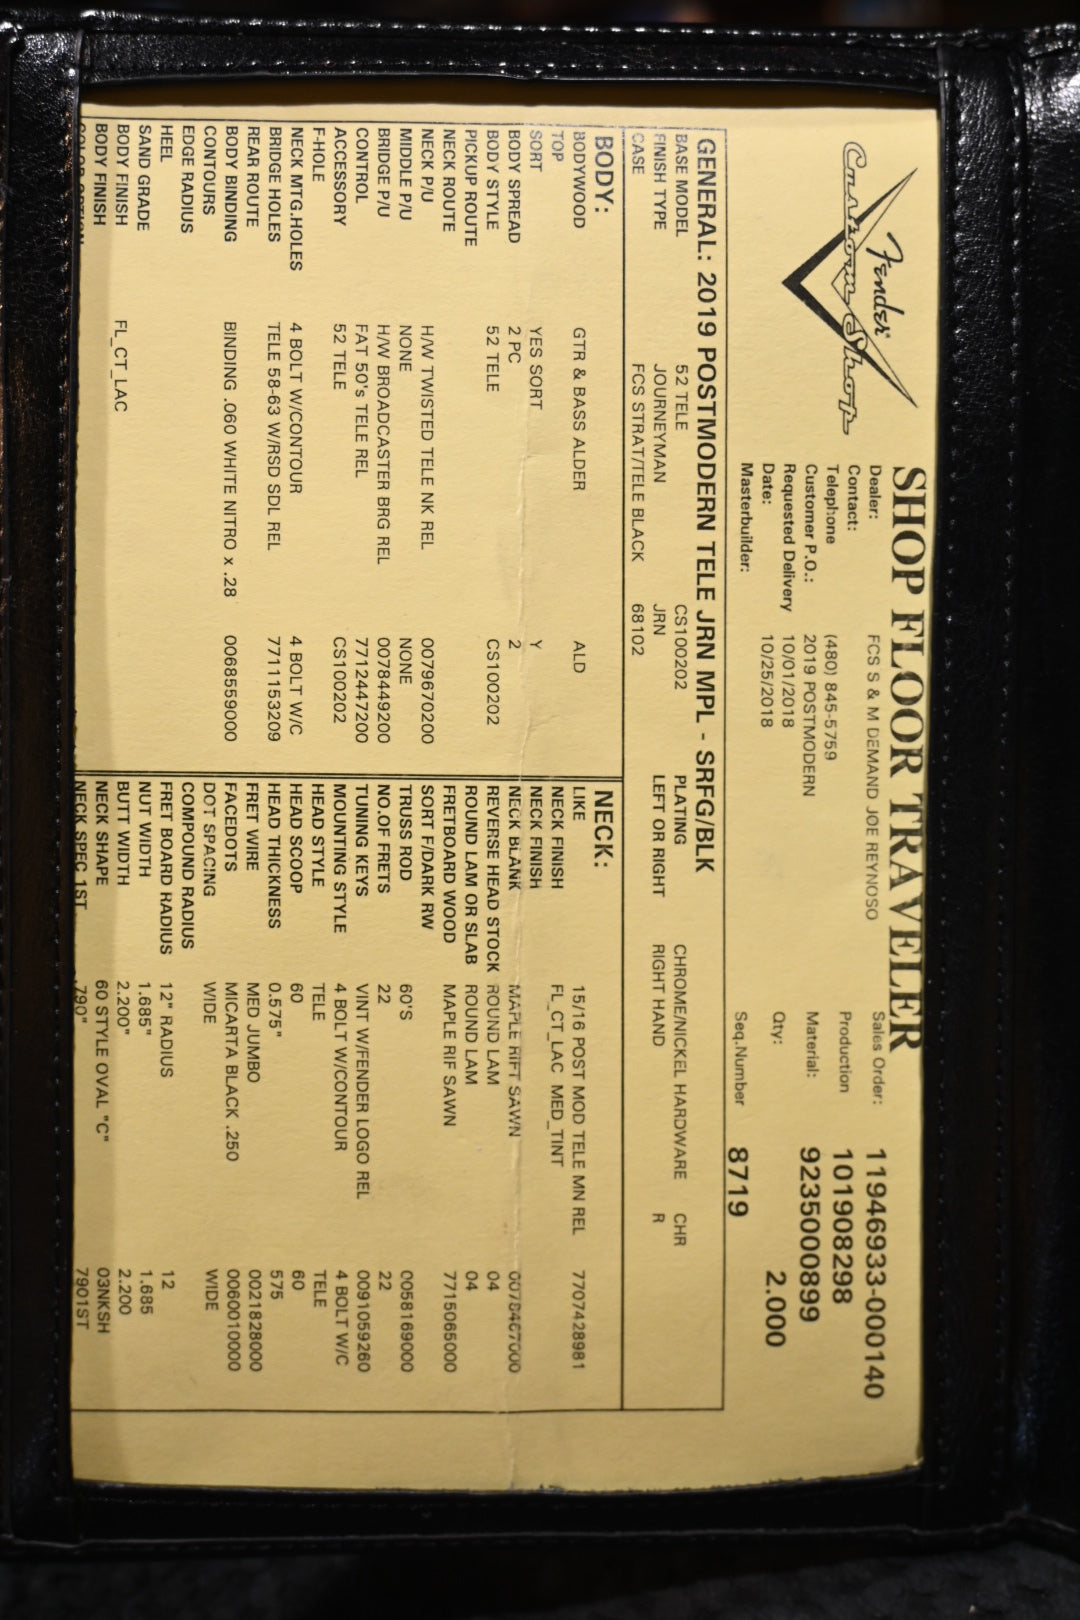 Fender
Custom Shop
SHOP FLOOR TRAVELER
Dealer: FCS S & M DEMAND JOE REYNOSO
Contact:
Telephone (480) 845-5759
Customer P.O.: 2019 POSTMODERN
Requested Delivery 10/01/2018
Date: 10/25/2018
Masterbuilder:
Sales Order: 11946933-000140
Production 101908298
Material: 9235000899
Qty: 2.000
Seq.Number 8719
GENERAL: 2019 POSTMODERN TELE JRN MPL - SRFG/BLK
BASE MODEL 52 TELE CS100202 PLATING CHROME/NICKEL HARDWARE CHR
FINISH TYPE JOURNEYMAN JRN LEFT OR RIGHT RIGHT HAND R
CASE FCS STRAT/TELE BLACK 68102
BODY:
BODYWOOD GTR & BASS ALDER ALD
TOP
SORT YES SORT Y
BODY SPREAD 2 PC 2
BODY STYLE 52 TELE CS100202
PICKUP ROUTE
NECK ROUTE
NECK P/U H/W TWISTED TELE NK REL 0079670200
MIDDLE P/U NONE NONE
BRIDGE P/U H/W BROADCASTER BRG REL 0078449200
CONTROL FAT 50's TELE REL 7712447200
ACCESSORY 52 TELE CS100202
F-HOLE
NECK MTG.HOLES 4 BOLT W/CONTOUR 4 BOLT W/C
BRIDGE HOLES TELE 58-63 W/RSD SDL REL 7711153209
REAR ROUTE
BODY BINDING BINDING .060 WHITE NITRO x .28 0068559000
CONTOURS
EDGE RADIUS
HEEL
SAND GRADE
BODY FINISH FL_CT_LAC
BODY FINISH
COLOR OPTION
NECK:
LIKE 15/16 POST MOD TELE MN REL 7707428981
NECK FINISH FL_CT_LAC MED_TINT
NECK FINISH
NECK BLANK MAPLE RIFT SAWN 0078467000
REVERSE HEAD STOCK ROUND LAM 04
ROUND LAM OR SLAB ROUND LAM 04
FRETBOARD WOOD MAPLE RIF SAWN 7715065000
SORT F/DARK RW
TRUSS ROD 60'S 0058169000
NO.OF FRETS 22 22
TUNING KEYS VINT W/FENDER LOGO REL 0091059260
MOUNTING STYLE 4 BOLT W/CONTOUR 4 BOLT W/C
HEAD STYLE TELE TELE
HEAD SCOOP 60 60
HEAD THICKNESS 0.575" 575
FRET WIRE MED JUMBO 0021828000
FACEDOTS MICARTA BLACK .250 0060010000
DOT SPACING WIDE WIDE
COMPOUND RADIUS
FRET BOARD RADIUS 12" RADIUS 12
NUT WIDTH 1.685" 1.685
BUTT WIDTH 2.200" 2.200
NECK SHAPE 60 STYLE OVAL "C" 03NKSH
NECK SPEC 1ST .790" 7901ST